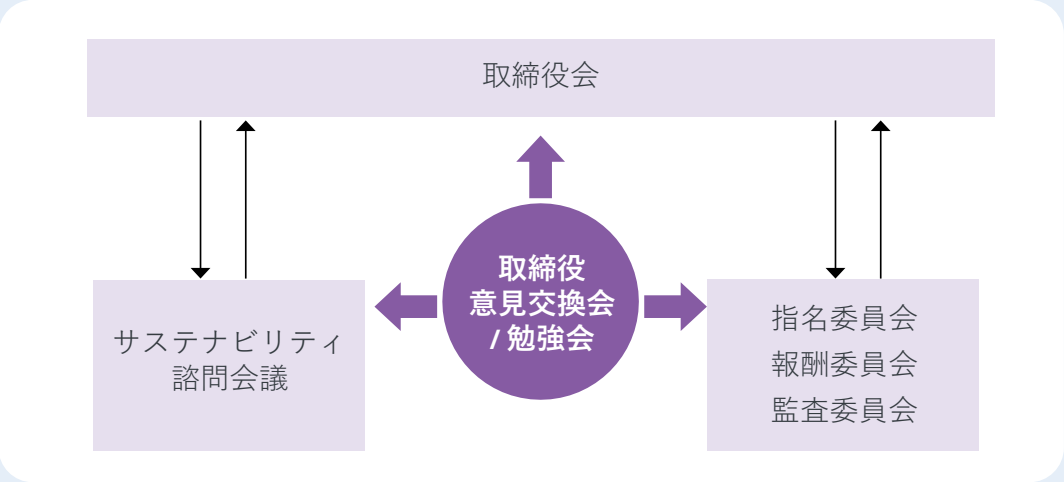 取締役会
サステナビリティ
諮問会議
取締役
意見交換会
/ 勉強会
指名委員会
報酬委員会
監査委員会